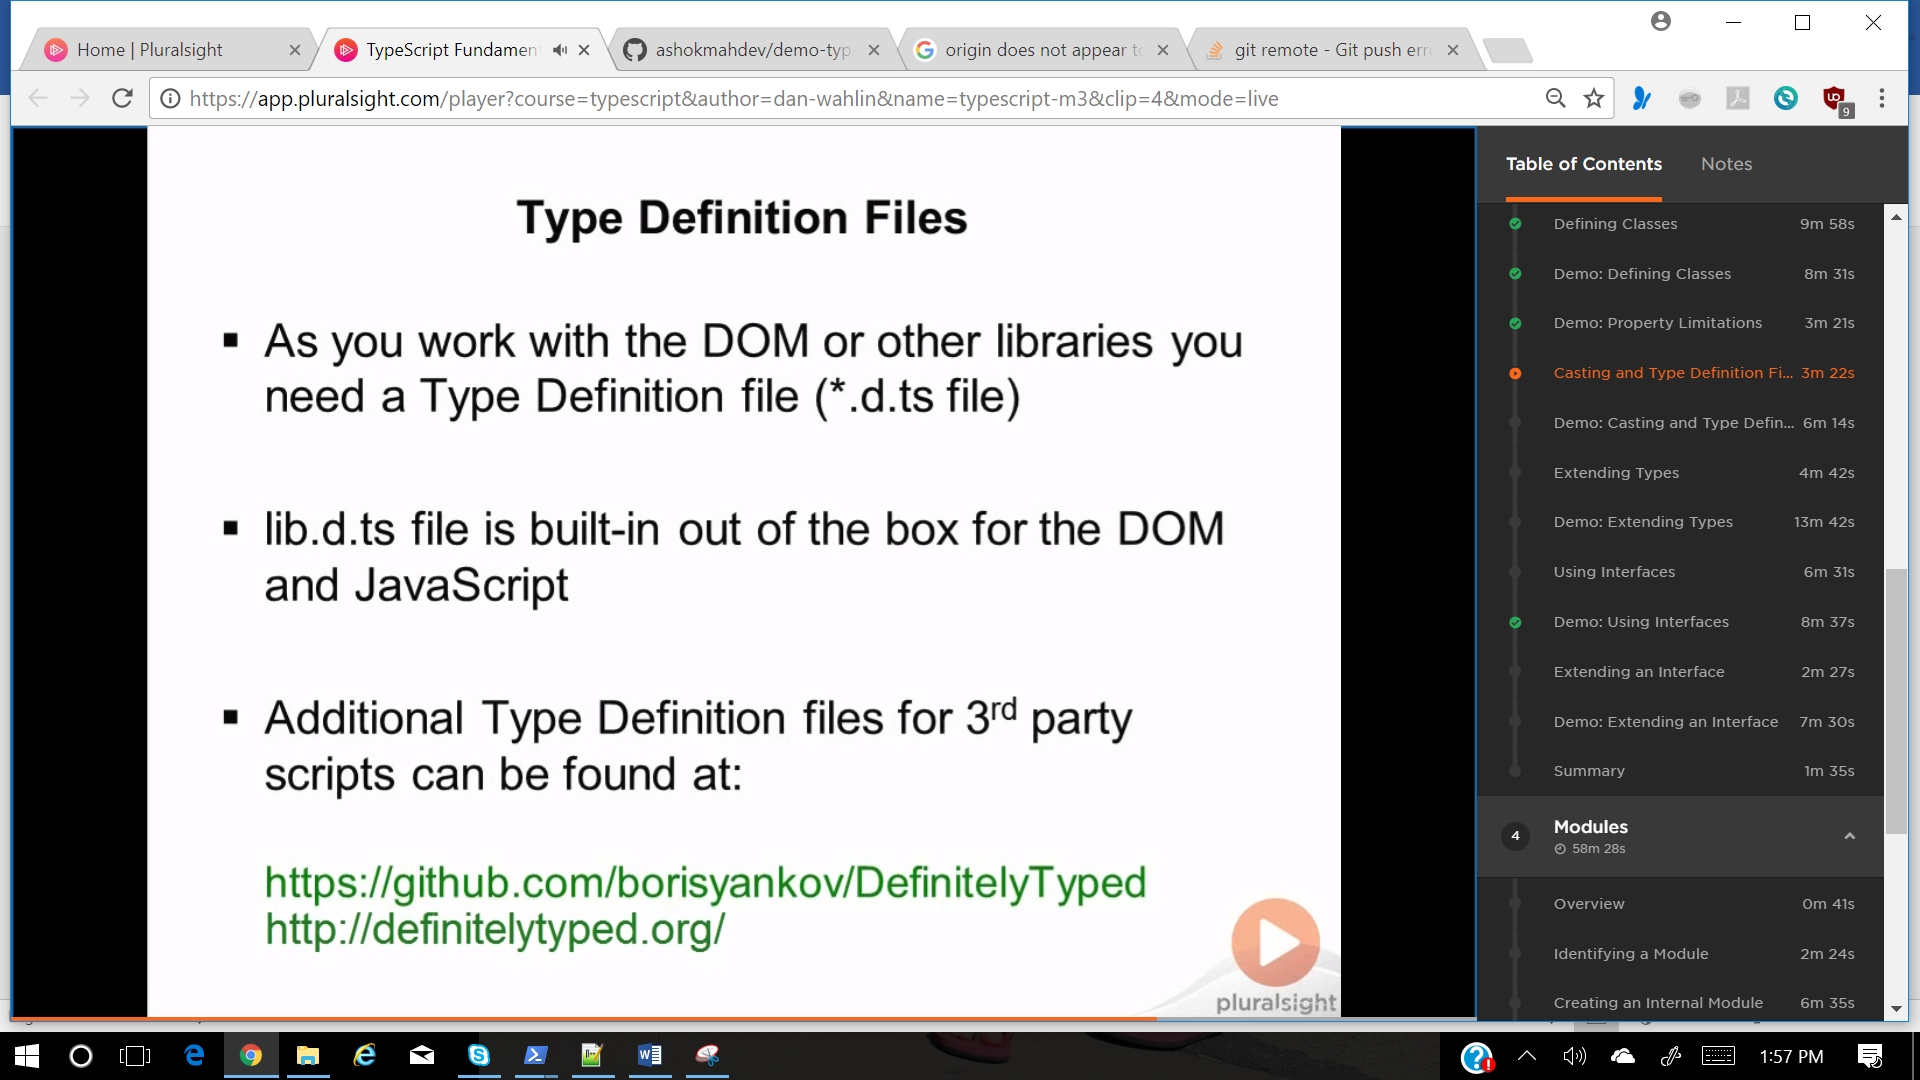 Home | Pluralsight
TypeScript Fundament
ashokmahdev/demo-typ
origin does not appear to
git remote - Git push erro
https://app.pluralsight.com/player?course=typescript&author=dan-wahlin&name=typescript-m3&clip=4&mode=live
9
Type Definition Files
As you work with the DOM or other libraries you
need a Type Definition file (*.d.ts file)
lib.d.ts file is built-in out of the box for the DOM
and JavaScript
Additional Type Definition files for 3rd party
scripts can be found at:
https://github.com/borisyankov/DefinitelyTyped
http://definitelytyped.org/
pluralsight
Table of Contents
Notes
Defining Classes 9m 58s
Demo: Defining Classes 8m 31s
Demo: Property Limitations 3m 21s
Casting and Type Definition Fi... 3m 22s
Demo: Casting and Type Defin... 6m 14s
Extending Types 4m 42s
Demo: Extending Types 13m 42s
Using Interfaces 6m 31s
Demo: Using Interfaces 8m 37s
Extending an Interface 2m 27s
Demo: Extending an Interface 7m 30s
Summary 1m 35s
4 Modules
58m 28s
Overview 0m 41s
Identifying a Module 2m 24s
Creating an Internal Module 6m 35s
1:57 PM